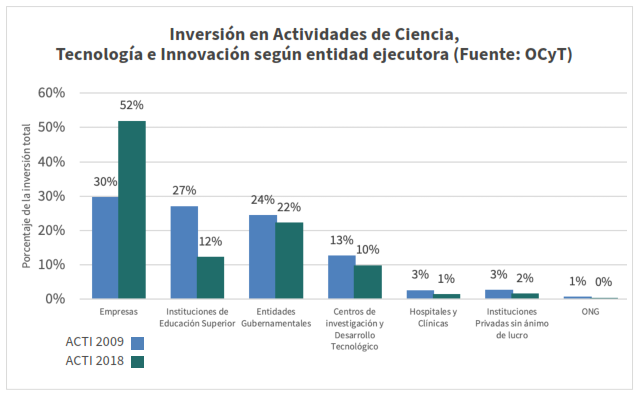 Inversión en Actividades de Ciencia,
Tecnología e Innovación según entidad ejecutora (Fuente: OCyT)
Porcentaje de la inversión total
60%
50%
40%
30%
20%
10%
0%
30%
52%
27%
12%
24%
22%
13%
10%
3%
1%
3%
2%
1%
0%
Empresas
Instituciones de
Educación Superior
Entidades
Gubernamentales
Centros de
investigación y
Desarrollo
Tecnológico
Hospitales y
Clínicas
Instituciones
Privadas sin ánimo
de lucro
ONG
ACTI 2009
ACTI 2018